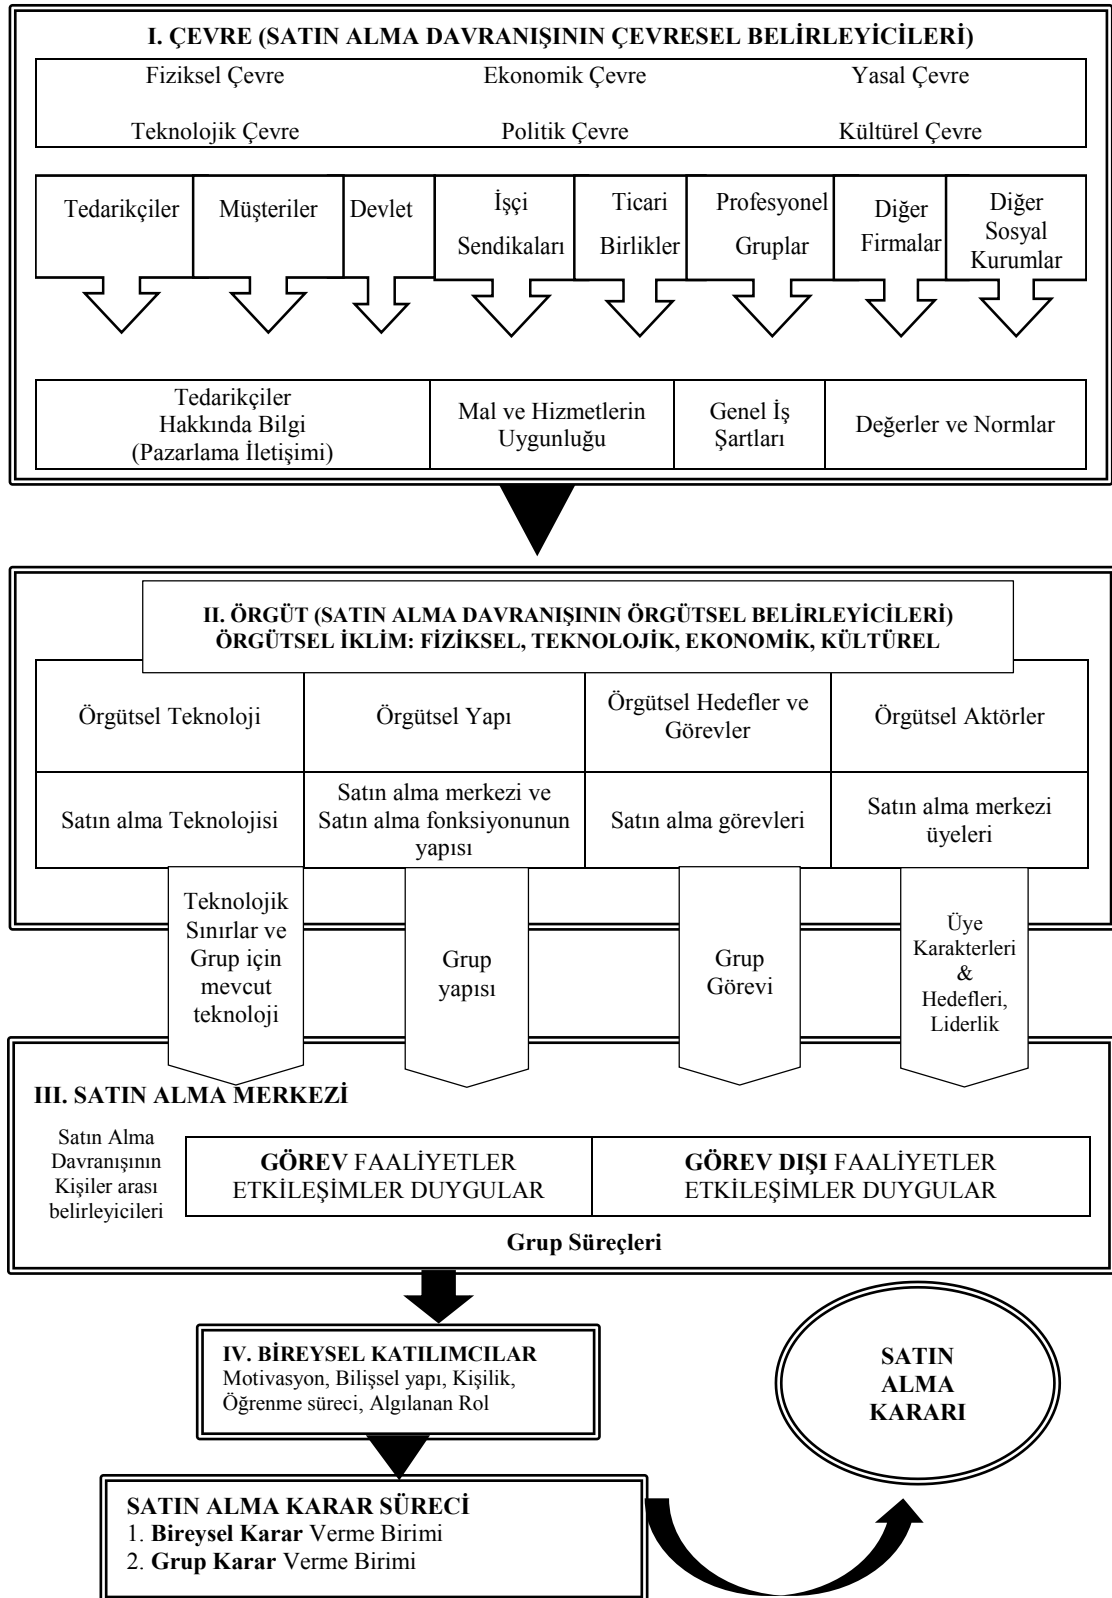 I. ÇEVRE (SATIN ALMA DAVRANIŞININ ÇEVRESEL BELİRLEYİCİLERİ)
Fiziksel Çevre
Ekonomik Çevre
Yasal Çevre
Teknolojik Çevre
Politik Çevre
Kültürel Çevre
Tedarikçiler
Müşteriler
Devlet
İşçi
Sendikaları
Ticari
Birlikler
Profesyonel
Gruplar
Diğer
Firmalar
Diğer
Sosyal
Kurumlar
Tedarikçiler
Hakkında Bilgi
(Pazarlama İletişimi)
Mal ve Hizmetlerin
Uygunluğu
Genel İş
Şartları
Değerler ve Normlar
II. ÖRGÜT (SATIN ALMA DAVRANIŞININ ÖRGÜTSEL BELİRLEYİCİLERİ)
ÖRGÜTSEL İKLİM: FİZİKSEL, TEKNOLOJİK, EKONOMİK, KÜLTÜREL
Örgütsel Teknoloji
Örgütsel Yapı
Örgütsel Hedefler ve
Görevler
Örgütsel Aktörler
Satın alma Teknolojisi
Satın alma merkezi ve
Satın alma fonksiyonunun
yapısı
Satın alma görevleri
Satın alma merkezi
üyeleri
Teknolojik
Sınırlar ve
Grup için
mevcut
teknoloji
Grup
yapısı
Grup
Görevi
Üye
Karakterleri
&
Hedefleri,
Liderlik
III. SATIN ALMA MERKEZİ
Satın Alma
Davranışının
Kişiler arası
belirleyicileri
GÖREV FAALİYETLER
ETKİLEŞİMLER DUYGULAR
GÖREV DIŞI FAALİYETLER
ETKİLEŞİMLER DUYGULAR
Grup Süreçleri
IV. BİREYSEL KATILIMCILAR
Motivasyon, Bilişsel yapı, Kişilik,
Öğrenme süreci, Algılanan Rol
SATIN
ALMA
KARARI
SATIN ALMA KARAR SÜRECİ
1. Bireysel Karar Verme Birimi
2. Grup Karar Verme Birimi